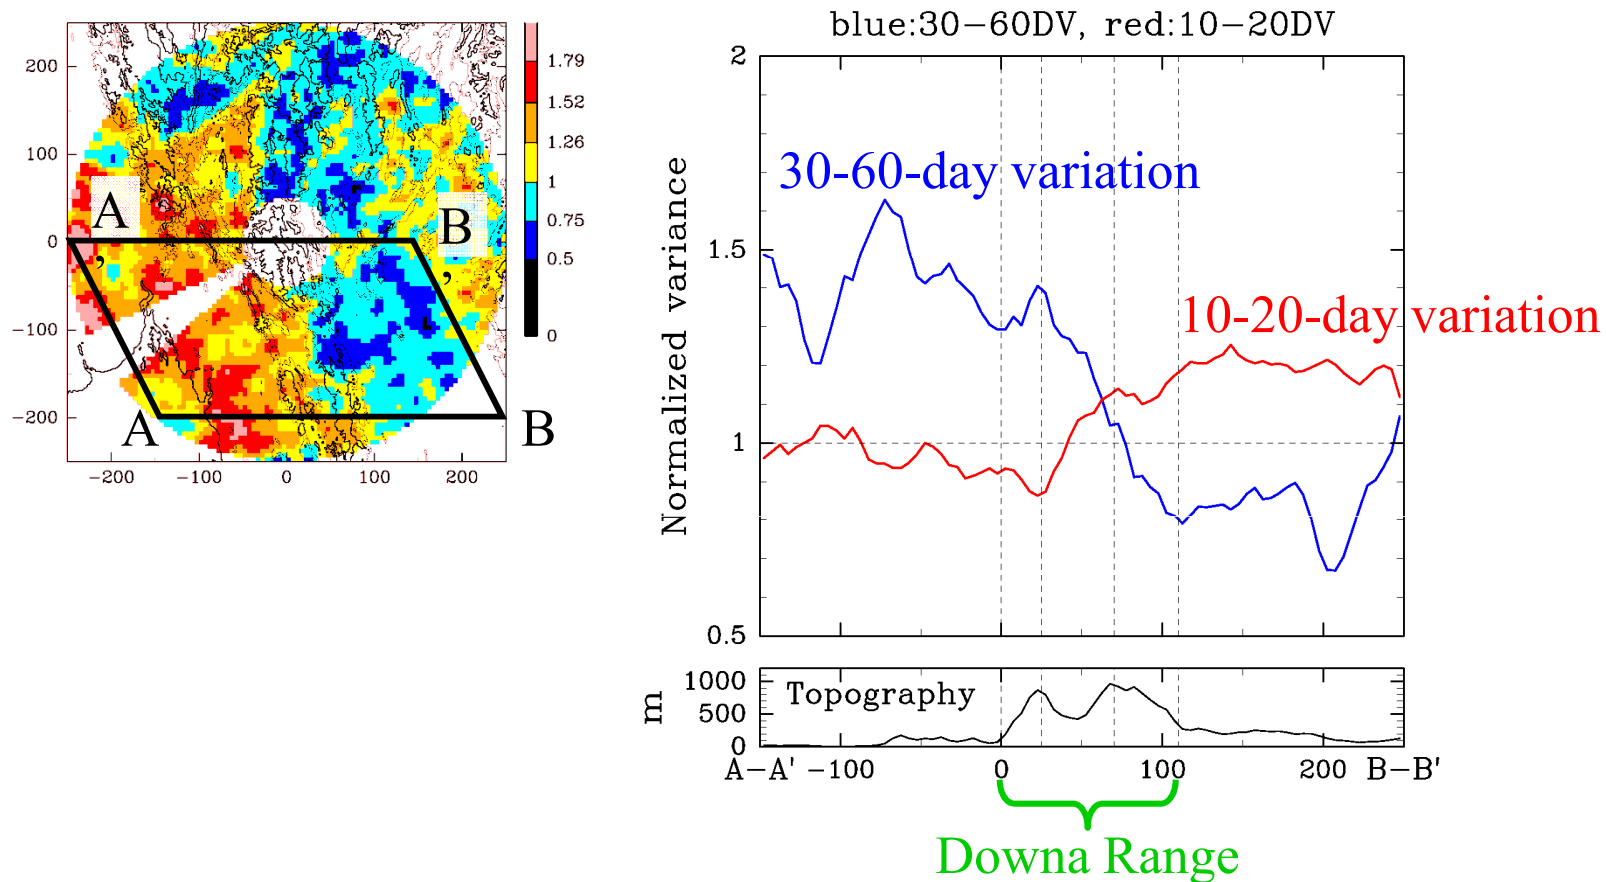 blue:30−60DV, red:10−20DV
200
100
0
−100
−200
−200
−100
0
100
200
1.79
1.52
1.26
1
0.75
0.5
0
A
’
B
’
A
B
2
1.5
1
0.5
Normalized variance
30-60-day variation
10-20-day variation
1000
500
0
m
Topography
A−A' −100 0 100 200 B−B'
Downa Range